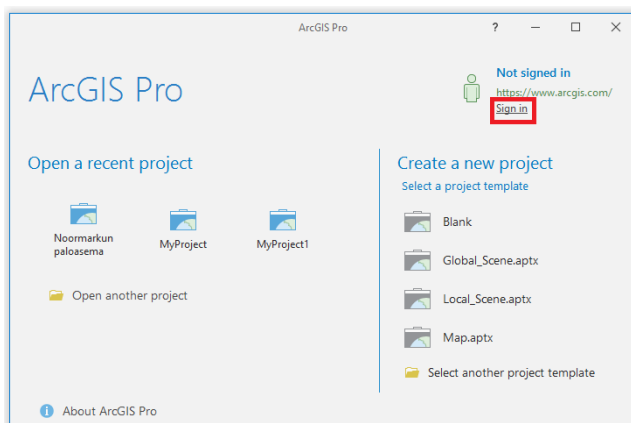 ArcGIS Pro
?
ArcGIS Pro
Not signed in
https://www.arcgis.com/
Sign in
Open a recent project
Noormarkun
paloasema
MyProject
MyProject1
Open another project
Create a new project
Select a project template
Blank
Global_Scene.aptx
Local_Scene.aptx
Map.aptx
Select another project template
About ArcGIS Pro